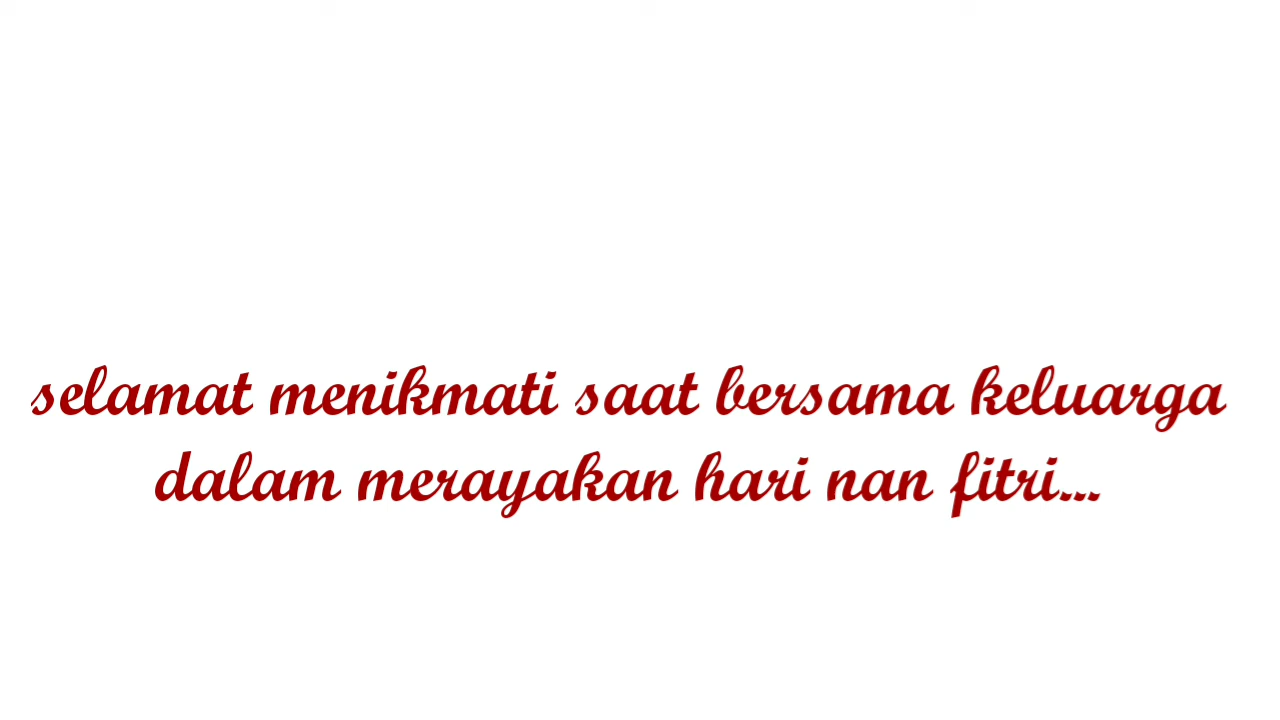 selamat menikmati saat bersama keluarga
dalam merayakan hari nan fitri...